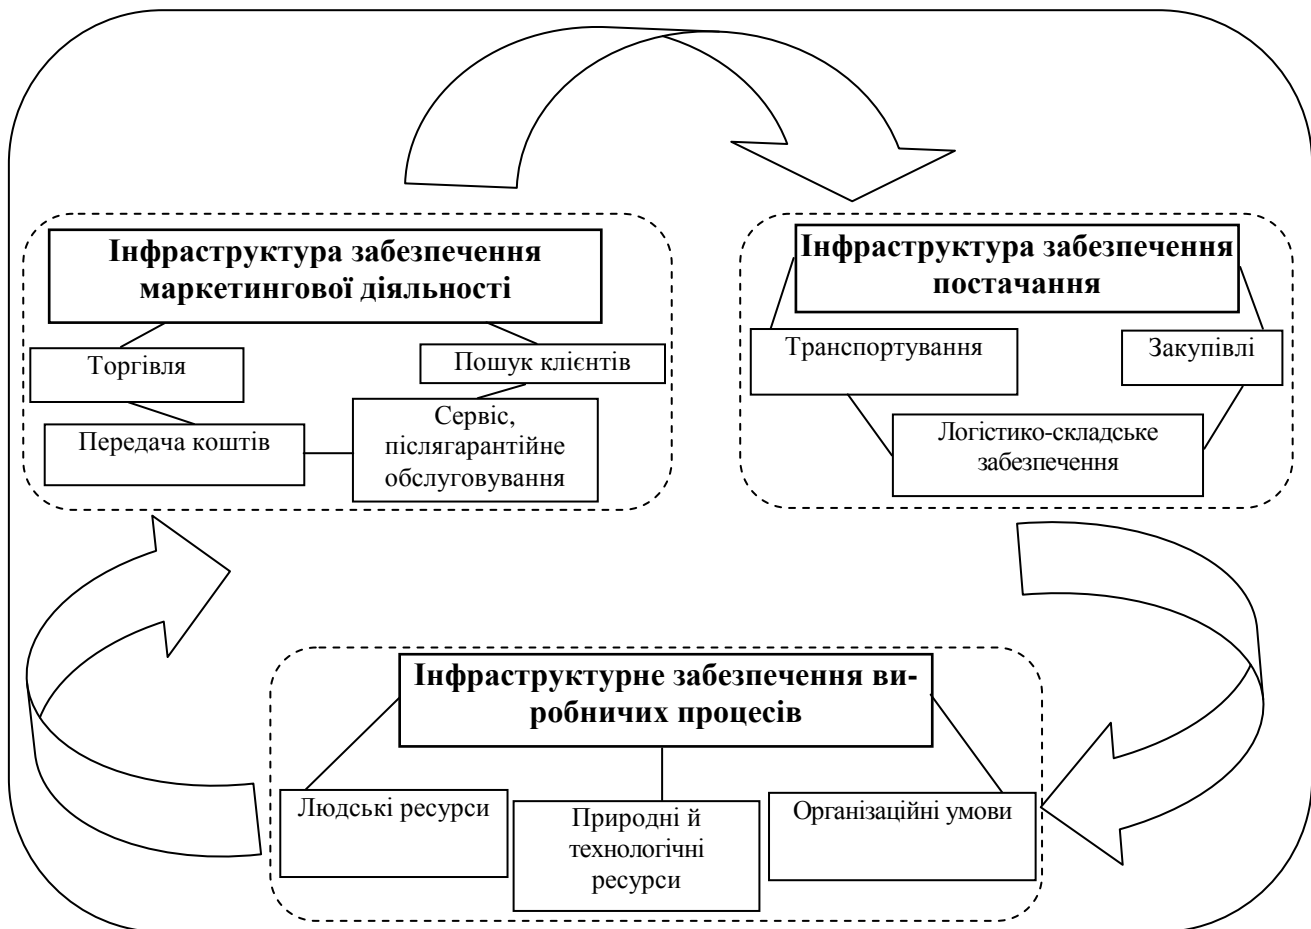 Інфраструктура забезпечення
маркетингової діяльності
Торгівля
Пошук клієнтів
Передача коштів
Сервіс,
післягарантійне
обслуговування
Інфраструктура забезпечення
постачання
Транспортування
Закупівлі
Логістико-складське
забезпечення
Інфраструктурне забезпечення ви-
робничих процесів
Людські ресурси
Природні й
технологічні
ресурси
Організаційні умови